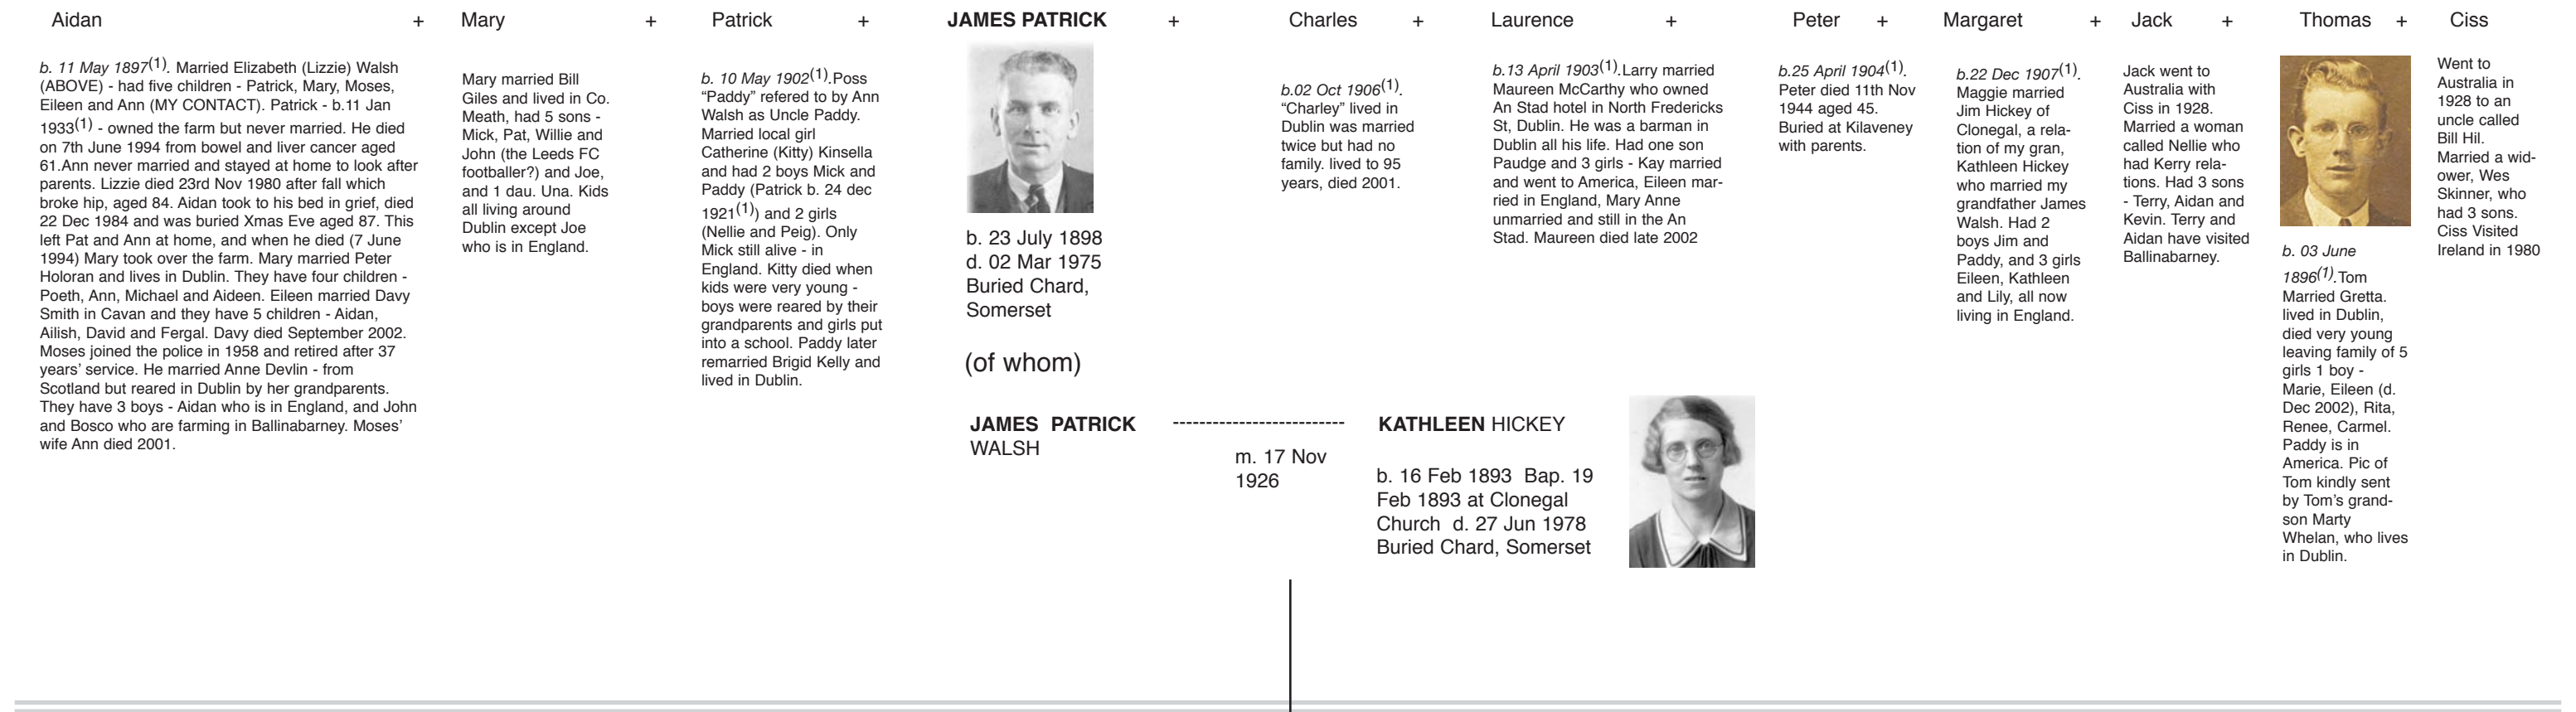 Aidan + Mary + Patrick + JAMES PATRICK + Charles + Laurence + Peter + Margaret + Jack + Thomas + Ciss
b. 11 May 1897(1). Married Elizabeth (Lizzie) Walsh
(ABOVE) - had five children - Patrick, Mary, Moses,
Eileen and Ann (MY CONTACT). Patrick - b.11 Jan
1933(1) - owned the farm but never married. He died
on 7th June 1994 from bowel and liver cancer aged
61.Ann never married and stayed at home to look after
parents. Lizzie died 23rd Nov 1980 after fall which
broke hip, aged 84. Aidan took to his bed in grief, died
22 Dec 1984 and was buried Xmas Eve aged 87. This
left Pat and Ann at home, and when he died (7 June
1994) Mary took over the farm. Mary married Peter
Holoran and lives in Dublin. They have four children -
Poeth, Ann, Michael and Aideen. Eileen married Davy
Smith in Cavan and they have 5 children - Aidan,
Ailish, David and Fergal. Davy died September 2002.
Moses joined the police in 1958 and retired after 37
years' service. He married Anne Devlin - from
Scotland but reared in Dublin by her grandparents.
They have 3 boys - Aidan who is in England, and John
and Bosco who are farming in Ballinabarney. Moses'
wife Ann died 2001.
Mary married Bill
Giles and lived in Co.
Meath, had 5 sons -
Mick, Pat, Willie and
John (the Leeds FC
footballer?) and Joe,
and 1 dau. Una. Kids
all living around
Dublin except Joe
who is in England.
b. 10 May 1902(1).Poss
“Paddy” refered to by Ann
Walsh as Uncle Paddy.
Married local girl
Catherine (Kitty) Kinsella
and had 2 boys Mick and
Paddy (Patrick b. 24 dec
1921(1)) and 2 girls
(Nellie and Peig). Only
Mick still alive - in
England. Kitty died when
kids were very young -
boys were reared by their
grandparents and girls put
into a school. Paddy later
remarried Brigid Kelly and
lived in Dublin.
b. 23 July 1898
d. 02 Mar 1975
Buried Chard,
Somerset
(of whom)
b.02 Oct 1906(1).
“Charley” lived in
Dublin was married
twice but had no
family. lived to 95
years, died 2001.
b.13 April 1903(1).Larry married
Maureen McCarthy who owned
An Stad hotel in North Fredericks
St, Dublin. He was a barman in
Dublin all his life. Had one son
Paudge and 3 girls - Kay married
and went to America, Eileen mar-
ried in England, Mary Anne
unmarried and still in the An
Stad. Maureen died late 2002
b.25 April 1904(1).
Peter died 11th Nov
1944 aged 45.
Buried at Kilaveney
with parents.
b.22 Dec 1907(1).
Maggie married
Jim Hickey of
Clonegal, a rela-
tion of my gran,
Kathleen Hickey
who married my
grandfather James
Walsh. Had 2
boys Jim and
Paddy, and 3 girls
Eileen, Kathleen
and Lily, all now
living in England.
Jack went to
Australia with
Ciss in 1928.
Married a woman
called Nellie who
had Kerry rela-
tions. Had 3 sons
- Terry, Aidan and
Kevin. Terry and
Aidan have visited
Ballinabarney.
b. 03 June
1896(1).Tom
Married Gretta.
lived in Dublin,
died very young
leaving family of 5
girls 1 boy -
Marie, Eileen (d.
Dec 2002), Rita,
Renee, Carmel.
Paddy is in
America. Pic of
Tom kindly sent
by Tom's grand-
son Marty
Whelan, who lives
in Dublin.
Went to
Australia in
1928 to an
uncle called
Bill Hil.
Married a wid-
ower, Wes
Skinner, who
had 3 sons.
Ciss Visited
Ireland in 1980
JAMES PATRICK -------------------------- KATHLEEN HICKEY
WALSH
m. 17 Nov
1926
b. 16 Feb 1893 Bap. 19
Feb 1893 at Clonegal
Church d. 27 Jun 1978
Buried Chard, Somerset